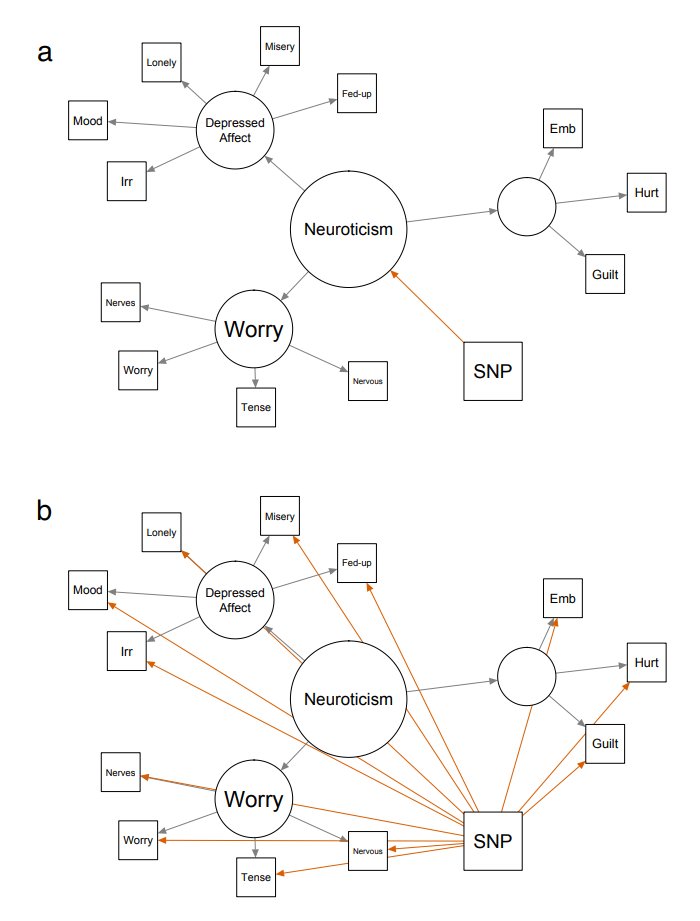 a
Misery
Lonely
Fed-up
Mood
Depressed
Affect
Emb
Irr
Hurt
Neuroticism
Guilt
Nerves
Worry
Worry
SNP
Nervous
Tense
b
Misery
Lonely
Fed-up
Mood
Depressed
Affect
Emb
Irr
Hurt
Neuroticism
Guilt
Nerves
Worry
Worry
SNP
Nervous
Tense